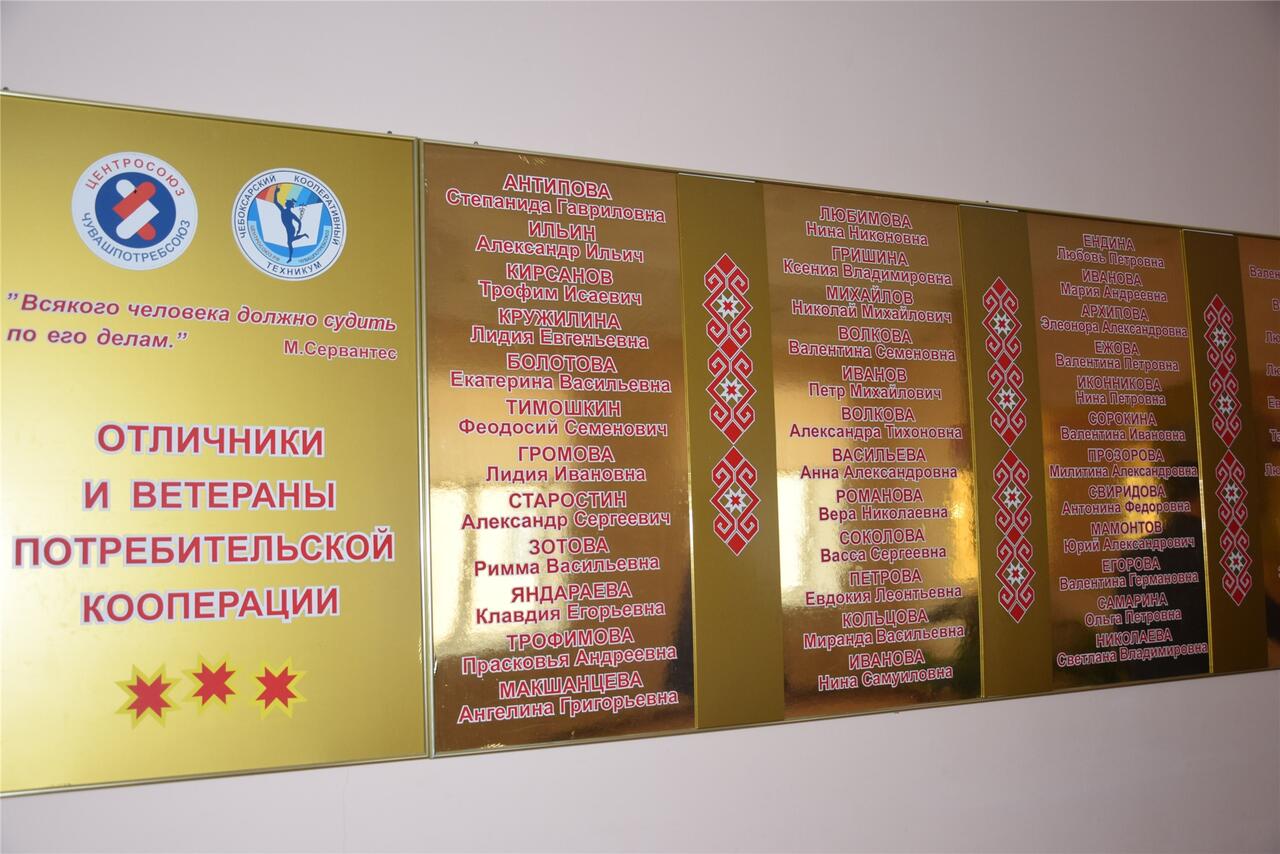 ЦЕНТРОСОЮЗ
ЧУВАШПОТРЕБСОЮЗ
ЧЕБОКСАРСКИЙ КООПЕРАТИВНЫЙ
ТЕХНИКУМ
"Всякого человека должно судить
по его делам."
М.Сервантес
ОТЛИЧНИКИ
И ВЕТЕРАНЫ
ПОТРЕБИТЕЛЬСКОЙ
КООПЕРАЦИИ
АНТИПОВА
Степанида Гавриловна
ИЛЬИН
Александр Ильич
КИРСАНОВ
Трофим Исаевич
КРУЖИЛИНА
Лидия Евгеньевна
БОЛОТОВА
Екатерина Васильевна
ТИМОШКИН
Феодосий Семенович
ГРОМОВА
Лидия Ивановна
СТАРОСТИН
Александр Сергеевич
ЗОТОВА
Римма Васильевна
ЯНДАРАЕВА
Клавдия Егорьевна
ТРОФИМОВА
Прасковья Андреевна
МАКШАНЦЕВА
Ангелина Григорьевна
ЛЮБИМОВА
Нина Никоновна
ГРИШИНА
Ксения Владимировна
МИХАЙЛОВ
Николай Михайлович
ВОЛКОВА
Валентина Семеновна
ИВАНОВ
Петр Михайлович
ВОЛКОВА
Александра Тихоновна
ВАСИЛЬЕВА
Анна Александровна
РОМАНОВА
Вера Николаевна
СОКОЛОВА
Васса Сергеевна
ПЕТРОВА
Евдокия Леонтьевна
КОЛЬЦОВА
Миранда Васильевна
ИВАНОВА
Нина Самуиловна
ЕНДИНА
Любовь Петровна
ИВАНОВА
Мария Андреевна
АРХИПОВА
Элеонора Александровна
ЕЖОВА
Валентина Петровна
ИКОННИКОВА
Нина Петровна
СОРОКИНА
Валентина Ивановна
ПРОЗОРОВА
Милитина Александровна
СВИРИДОВА
Антонина Федоровна
МАМОНТОВ
Юрий Александрович
ЕГОРОВА
Валентина Германовна
САМАРИНА
Ольга Петровна
НИКОЛАЕВА
Светлана Владимировна